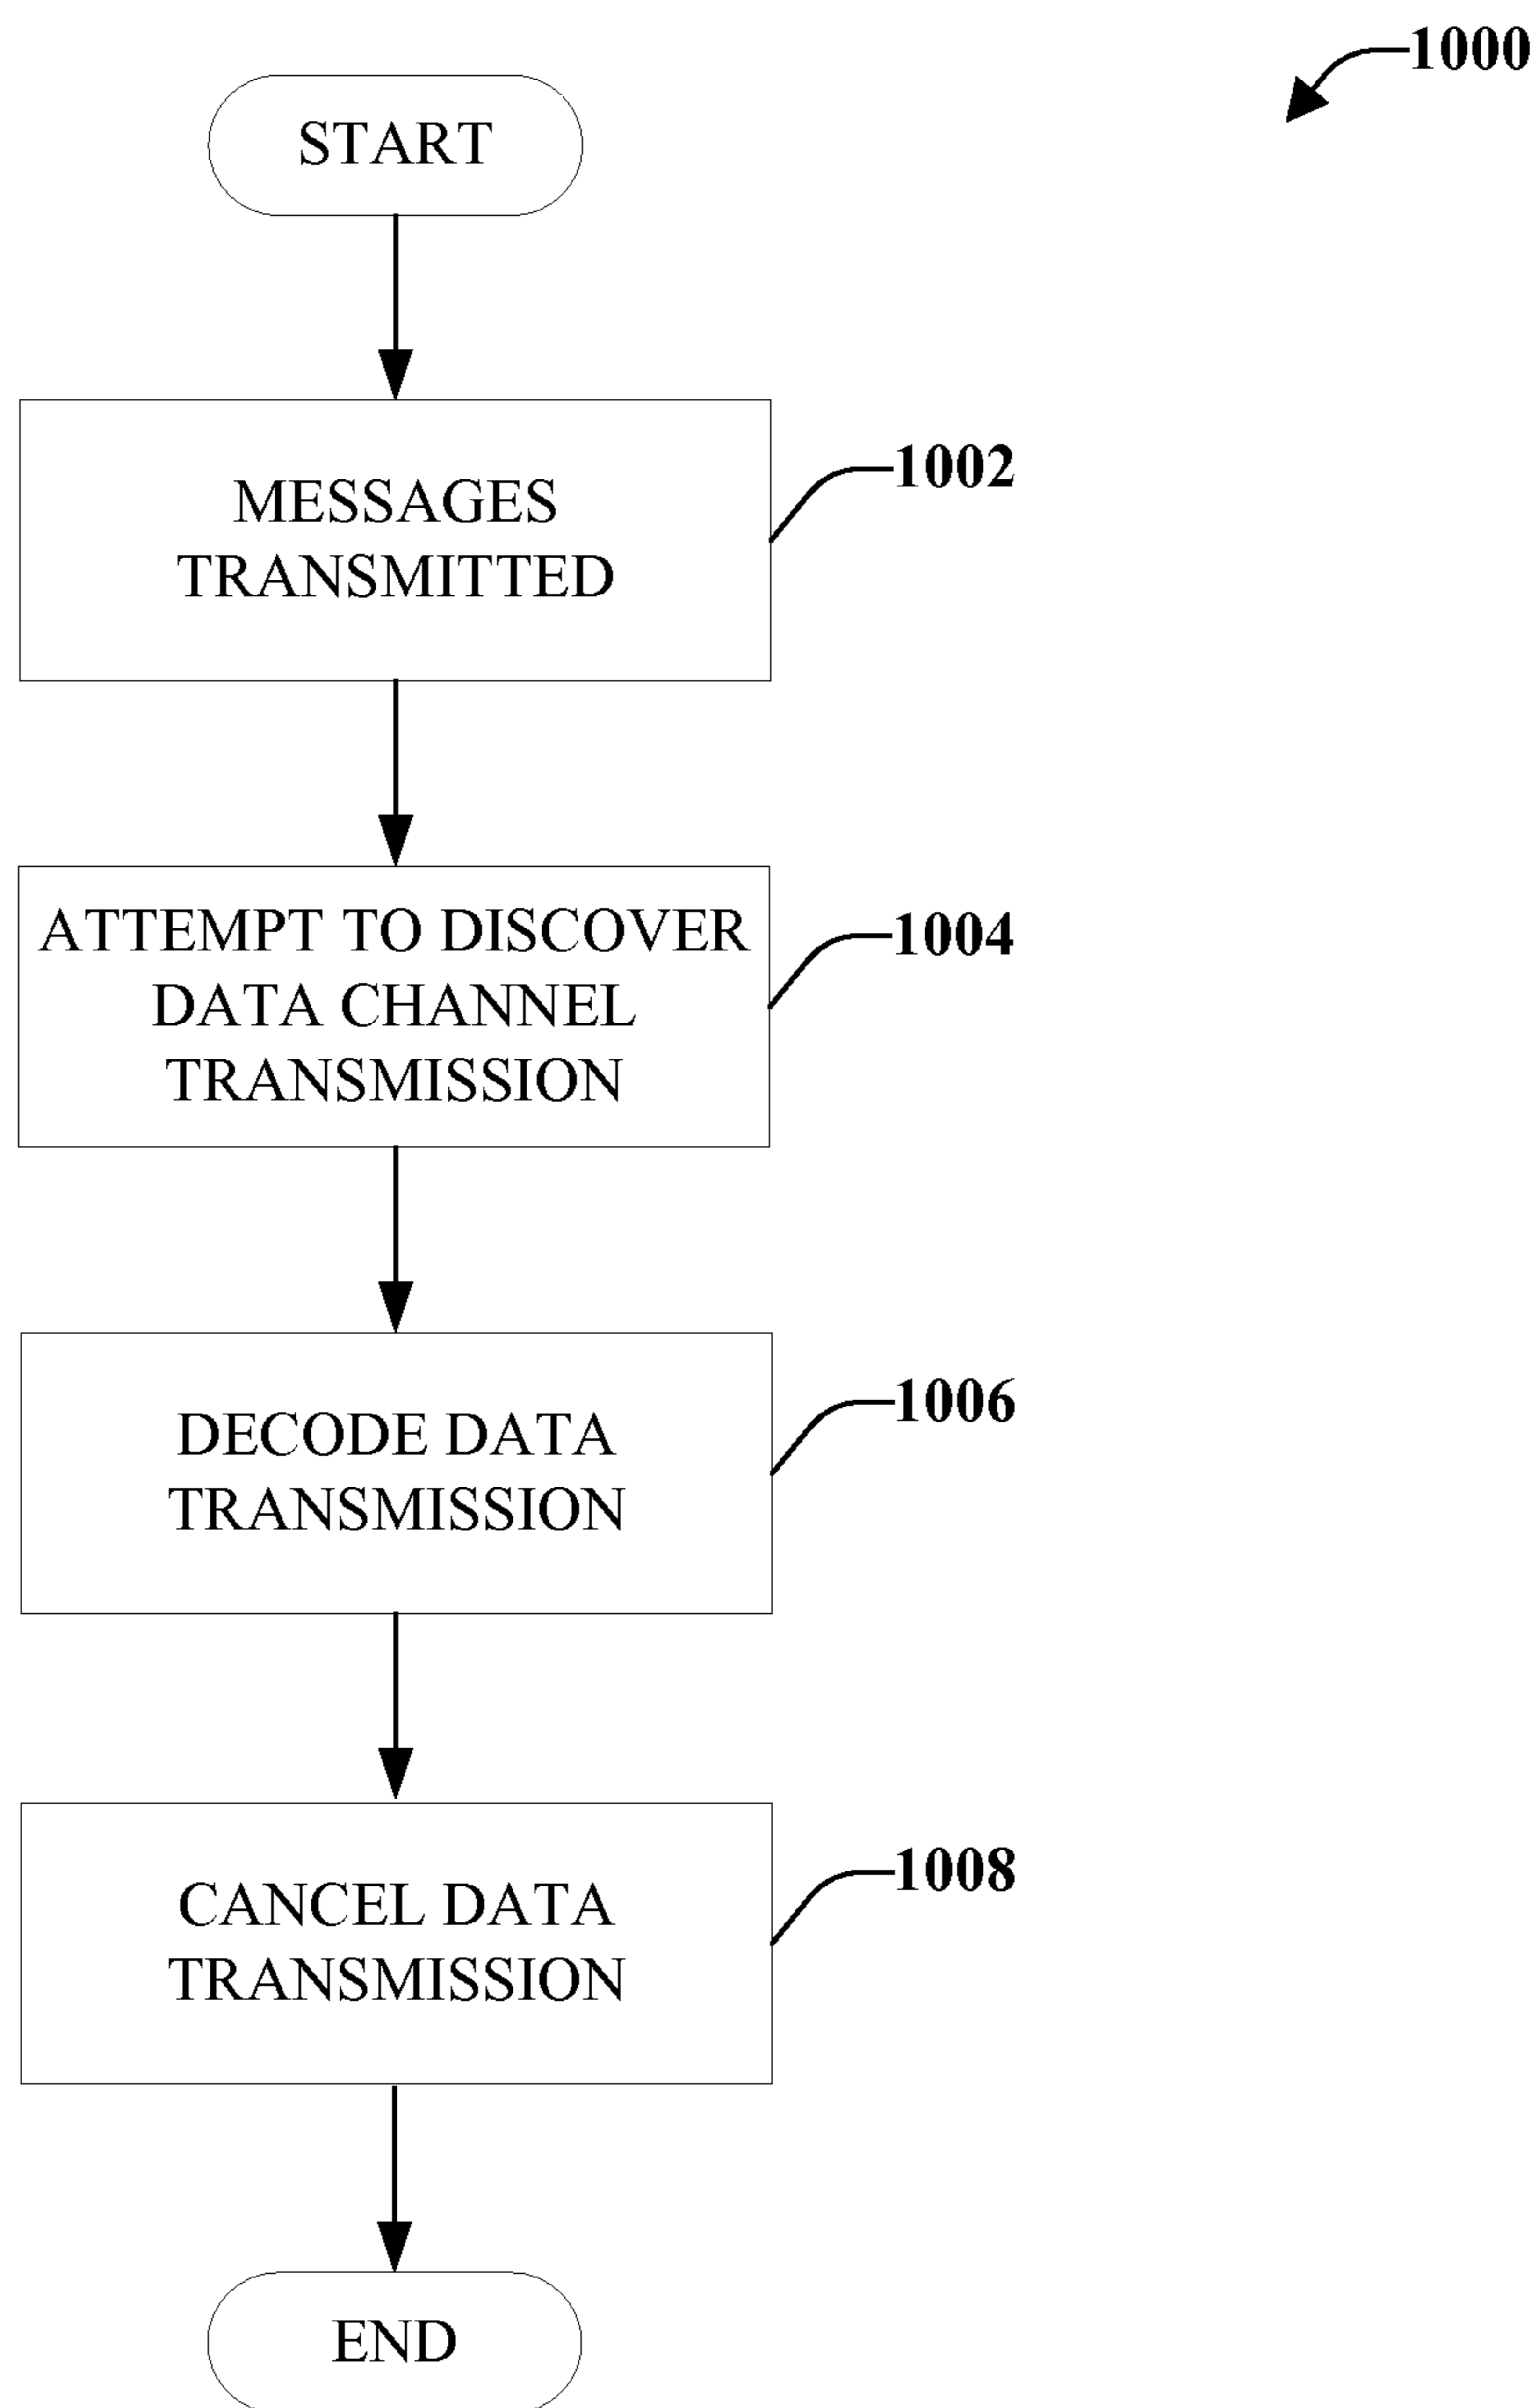 1000
START
MESSAGES
TRANSMITTED
1002
ATTEMPT TO DISCOVER
DATA CHANNEL
TRANSMISSION
1004
DECODE DATA
TRANSMISSION
1006
CANCEL DATA
TRANSMISSION
1008
END